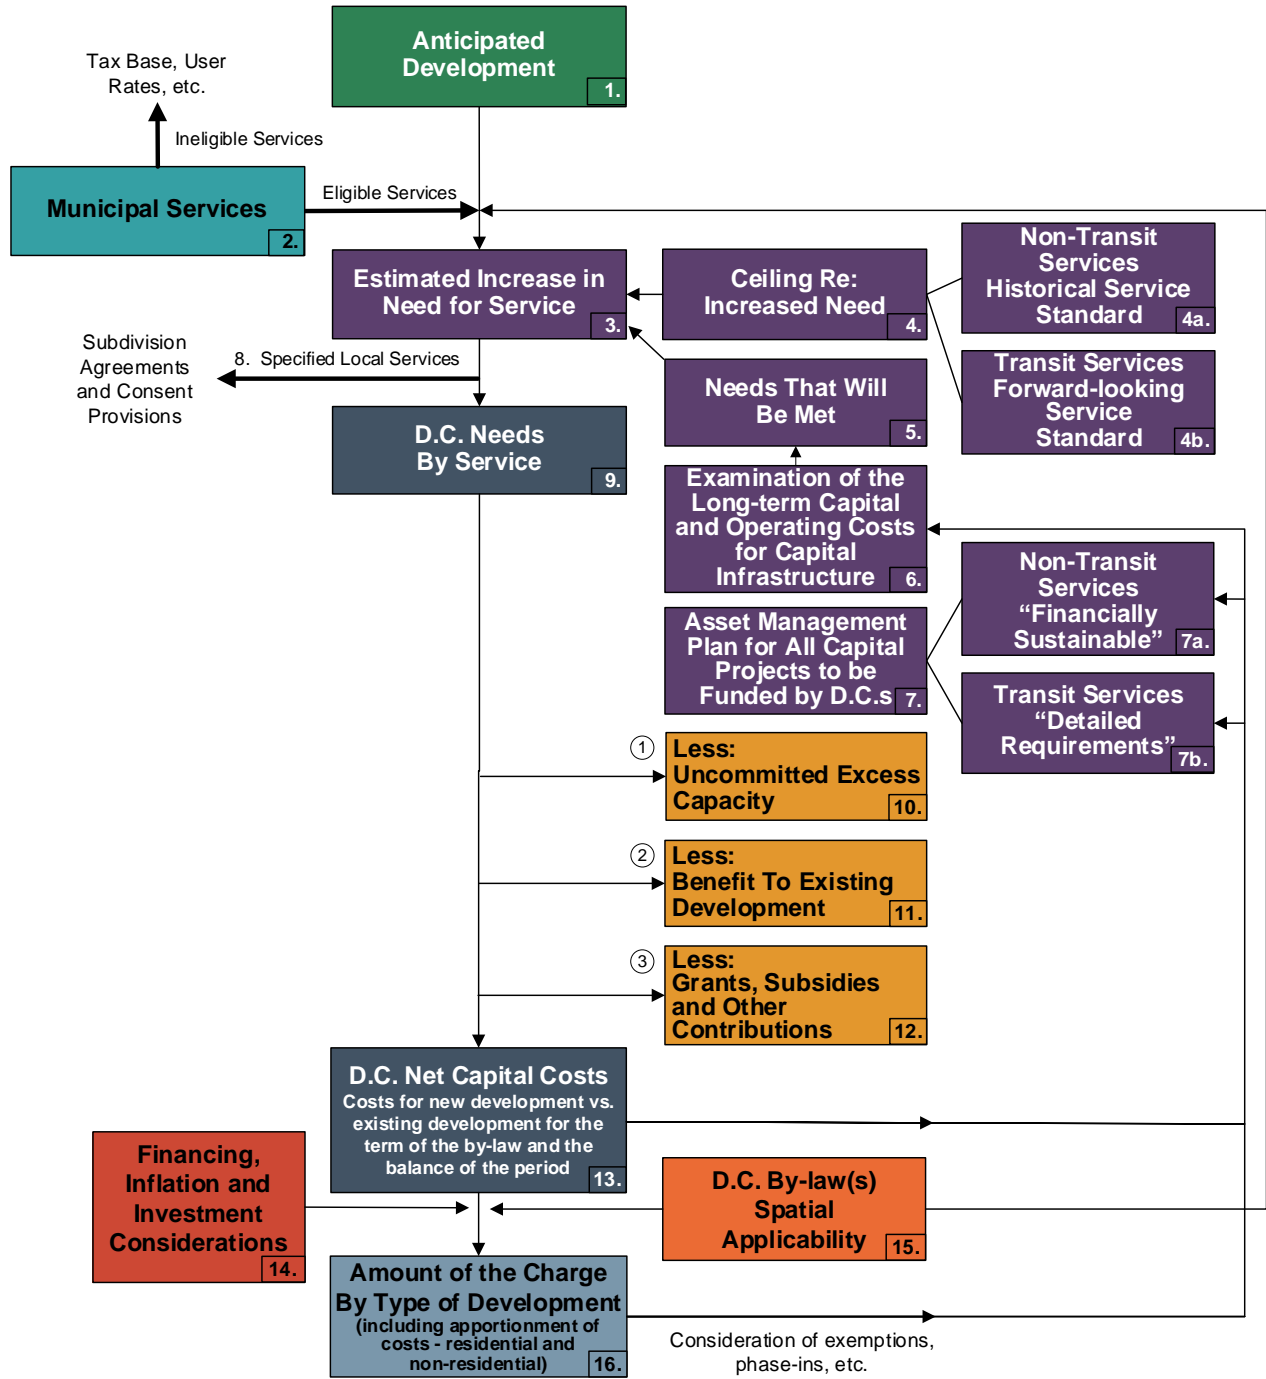 Anticipated
Development
1.
Tax Base, User
Rates, etc.
Ineligible Services
Municipal Services
2.
Eligible Services
Estimated Increase in
Need for Service
3.
Ceiling Re:
Increased Need
4.
Non-Transit
Services
Historical Service
Standard
4a.
Transit Services
Forward-looking
Service
Standard
4b.
Subdivision
Agreements
and Consent
Provisions
8. Specified Local Services
Needs That Will
Be Met
5.
D.C. Needs
By Service
9.
Examination of the
Long-term Capital
and Operating Costs
for Capital
Infrastructure
6.
Asset Management
Plan for All Capital
Projects to be
Funded by D.C.s
7.
Non-Transit
Services
“Financially
Sustainable”
7a.
Transit Services
“Detailed
Requirements”
7b.
1
Less:
Uncommitted Excess
Capacity
10.
2
Less:
Benefit To Existing
Development
11.
3
Less:
Grants, Subsidies
and Other
Contributions
12.
D.C. Net Capital Costs
Costs for new development vs.
existing development for the
term of the by-law and the
balance of the period
13.
Financing,
Inflation and
Investment
Considerations
14.
D.C. By-law(s)
Spatial
Applicability
15.
Amount of the Charge
By Type of Development
(including apportionment of
costs - residential and
non-residential)
16.
Consideration of exemptions,
phase-ins, etc.